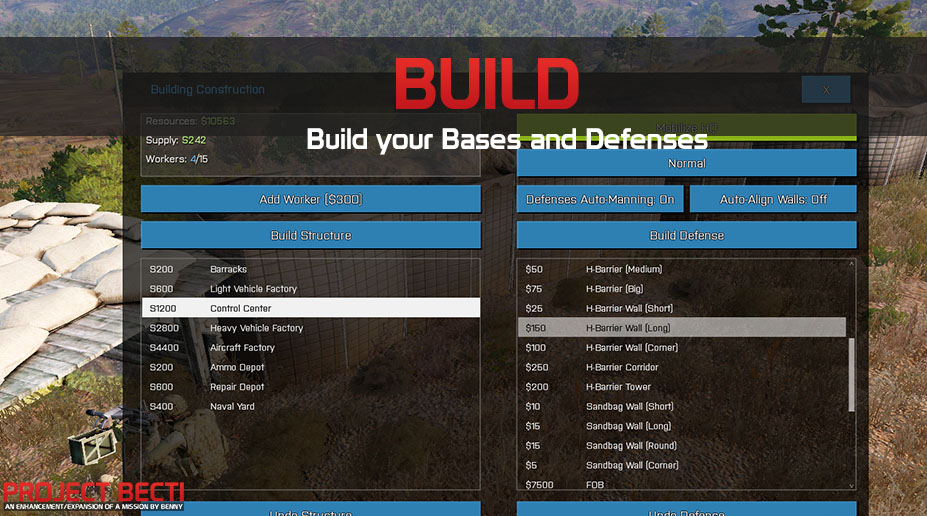 BUILD
Building Construction
X
Resources: $10563
Build your Bases and Defenses
Supply: S242
Workers: 4/15
Normal
Add Worker [$300]
Defenses Auto-Manning: On
Auto-Align Walls: Off
Build Structure
Build Defense
S200 Barracks
S600 Light Vehicle Factory
S1200 Control Center
S2800 Heavy Vehicle Factory
S4400 Aircraft Factory
S200 Ammo Depot
S600 Repair Depot
S400 Naval Yard
$50 H-Barrier (Medium)
$75 H-Barrier (Big)
$25 H-Barrier Wall (Short)
$150 H-Barrier Wall (Long)
$100 H-Barrier Wall (Corner)
$250 H-Barrier Corridor
$200 H-Barrier Tower
$10 Sandbag Wall (Short)
$15 Sandbag Wall (Long)
$15 Sandbag Wall (Round)
$5 Sandbag Wall (Corner)
$7500 FOB
Undo Structure
Undo Defense
PROJECT BECTI
AN ENHANCEMENT/EXPANSION OF A MISSION BY BENNY